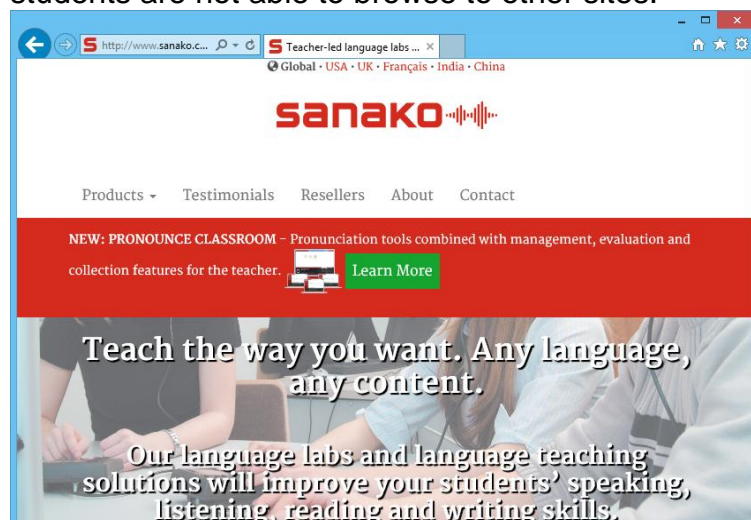 students are not able to browse to other sites.
http://www.sanako.c...
Teacher-led language labs ...
Global · USA · UK · Français · India · China
sanako
Products
Testimonials
Resellers
About
Contact
NEW: PRONOUNCE CLASSROOM – Pronunciation tools combined with management, evaluation and
collection features for the teacher.
Learn More
Teach the way you want. Any language,
any content.
Our language labs and language teaching
solutions will improve your students’ speaking,
listening, reading and writing skills.